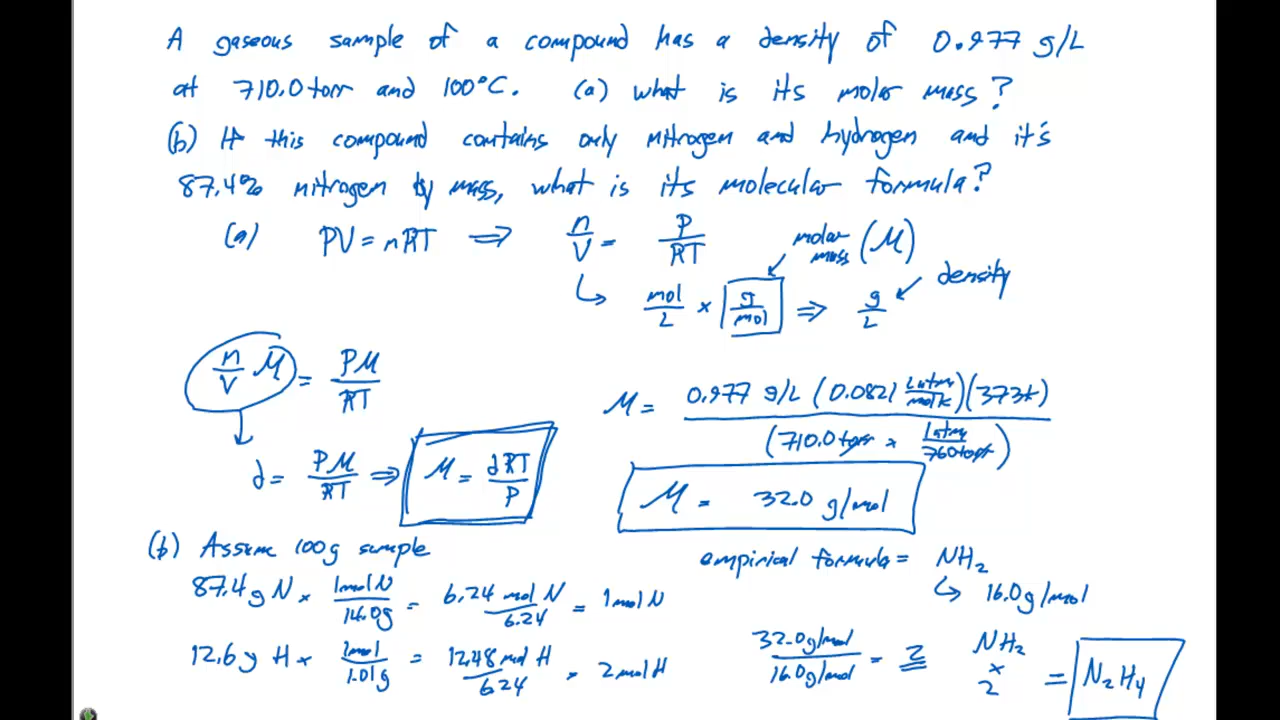 A gaseous sample of a compound has a density of 0.977 g/L
at 710.0 torr and 100°C. (a) what is its molar mass?
(b) If this compound contains only nitrogen and hydrogen and it's
87.4% nitrogen by mass, what is its molecular formula?
(a) PV = nRT ⇒ n/V = P/RT
molar mass (M)
mol/L × g/mol ⇒ g/L
density
n/V M = PM/RT
d = PM/RT ⇒ M = dRT/P
M = 0.977 g/L (0.0821 L atm/mol K)(373K) / (710.0 torr × 1 atm/760 torr)
M = 32.0 g/mol
(b) Assume 100g sample
87.4 g N × 1 mol N/14.0g = 6.24 mol N/6.24 = 1 mol N
12.6 g H × 1 mol/1.01g = 12.48 mol H/6.24 = 2 mol H
empirical formula = NH₂
16.0 g/mol
32.0 g/mol/16.0 g/mol = 2
NH₂ × 2 = N₂H₄